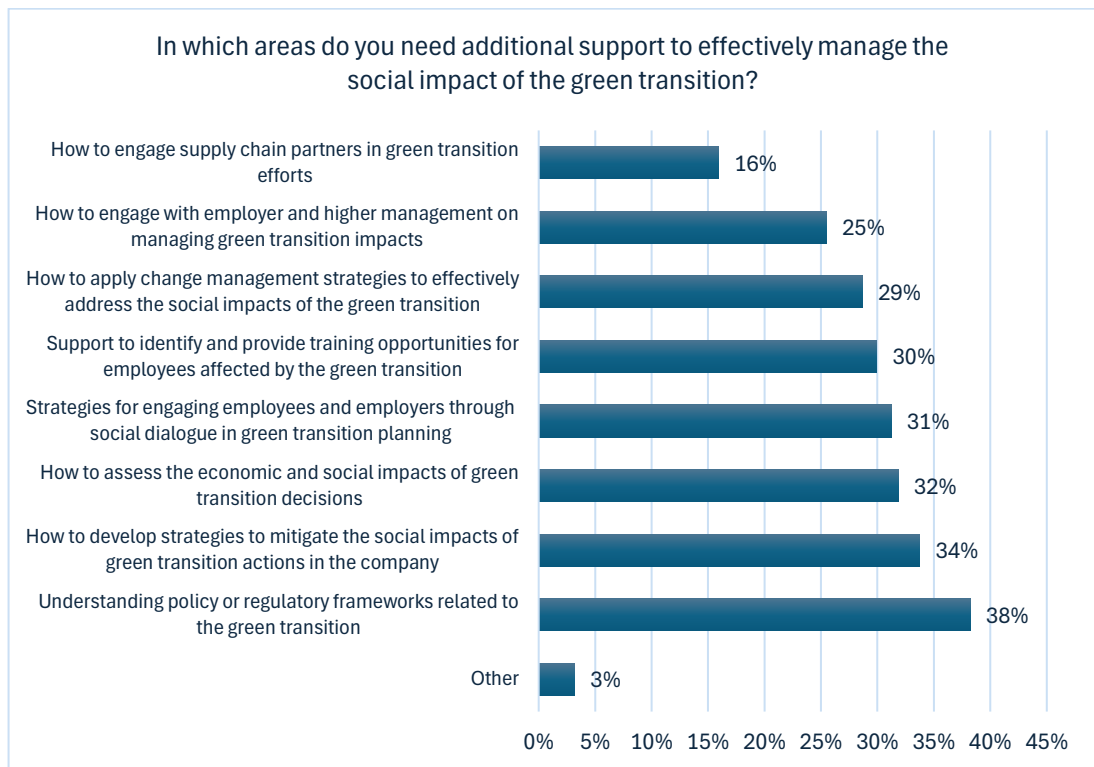 In which areas do you need additional support to effectively manage the
social impact of the green transition?
How to engage supply chain partners in green transition
efforts
16%
How to engage with employer and higher management on
managing green transition impacts
25%
How to apply change management strategies to effectively
address the social impacts of the green transition
29%
Support to identify and provide training opportunities for
employees affected by the green transition
30%
Strategies for engaging employees and employers through
social dialogue in green transition planning
31%
How to assess the economic and social impacts of green
transition decisions
32%
How to develop strategies to mitigate the social impacts of
green transition actions in the company
34%
Understanding policy or regulatory frameworks related to
the green transition
38%
Other
3%
0% 5% 10% 15% 20% 25% 30% 35% 40% 45%